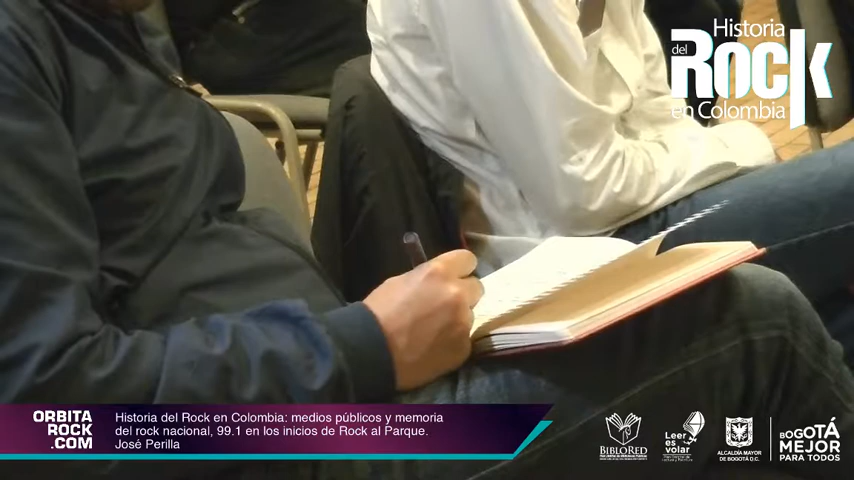 Historia
del Rock
en Colombia
ORBITA
ROCK
.COM
Historia del Rock en Colombia: medios públicos y memoria
del rock nacional, 99.1 en los inicios de Rock al Parque.
José Perilla
BIBLORED
Leer
es
volar
ALCALDÍA MAYOR
DE BOGOTÁ D.C.
BOGOTÁ
MEJOR
PARA TODOS